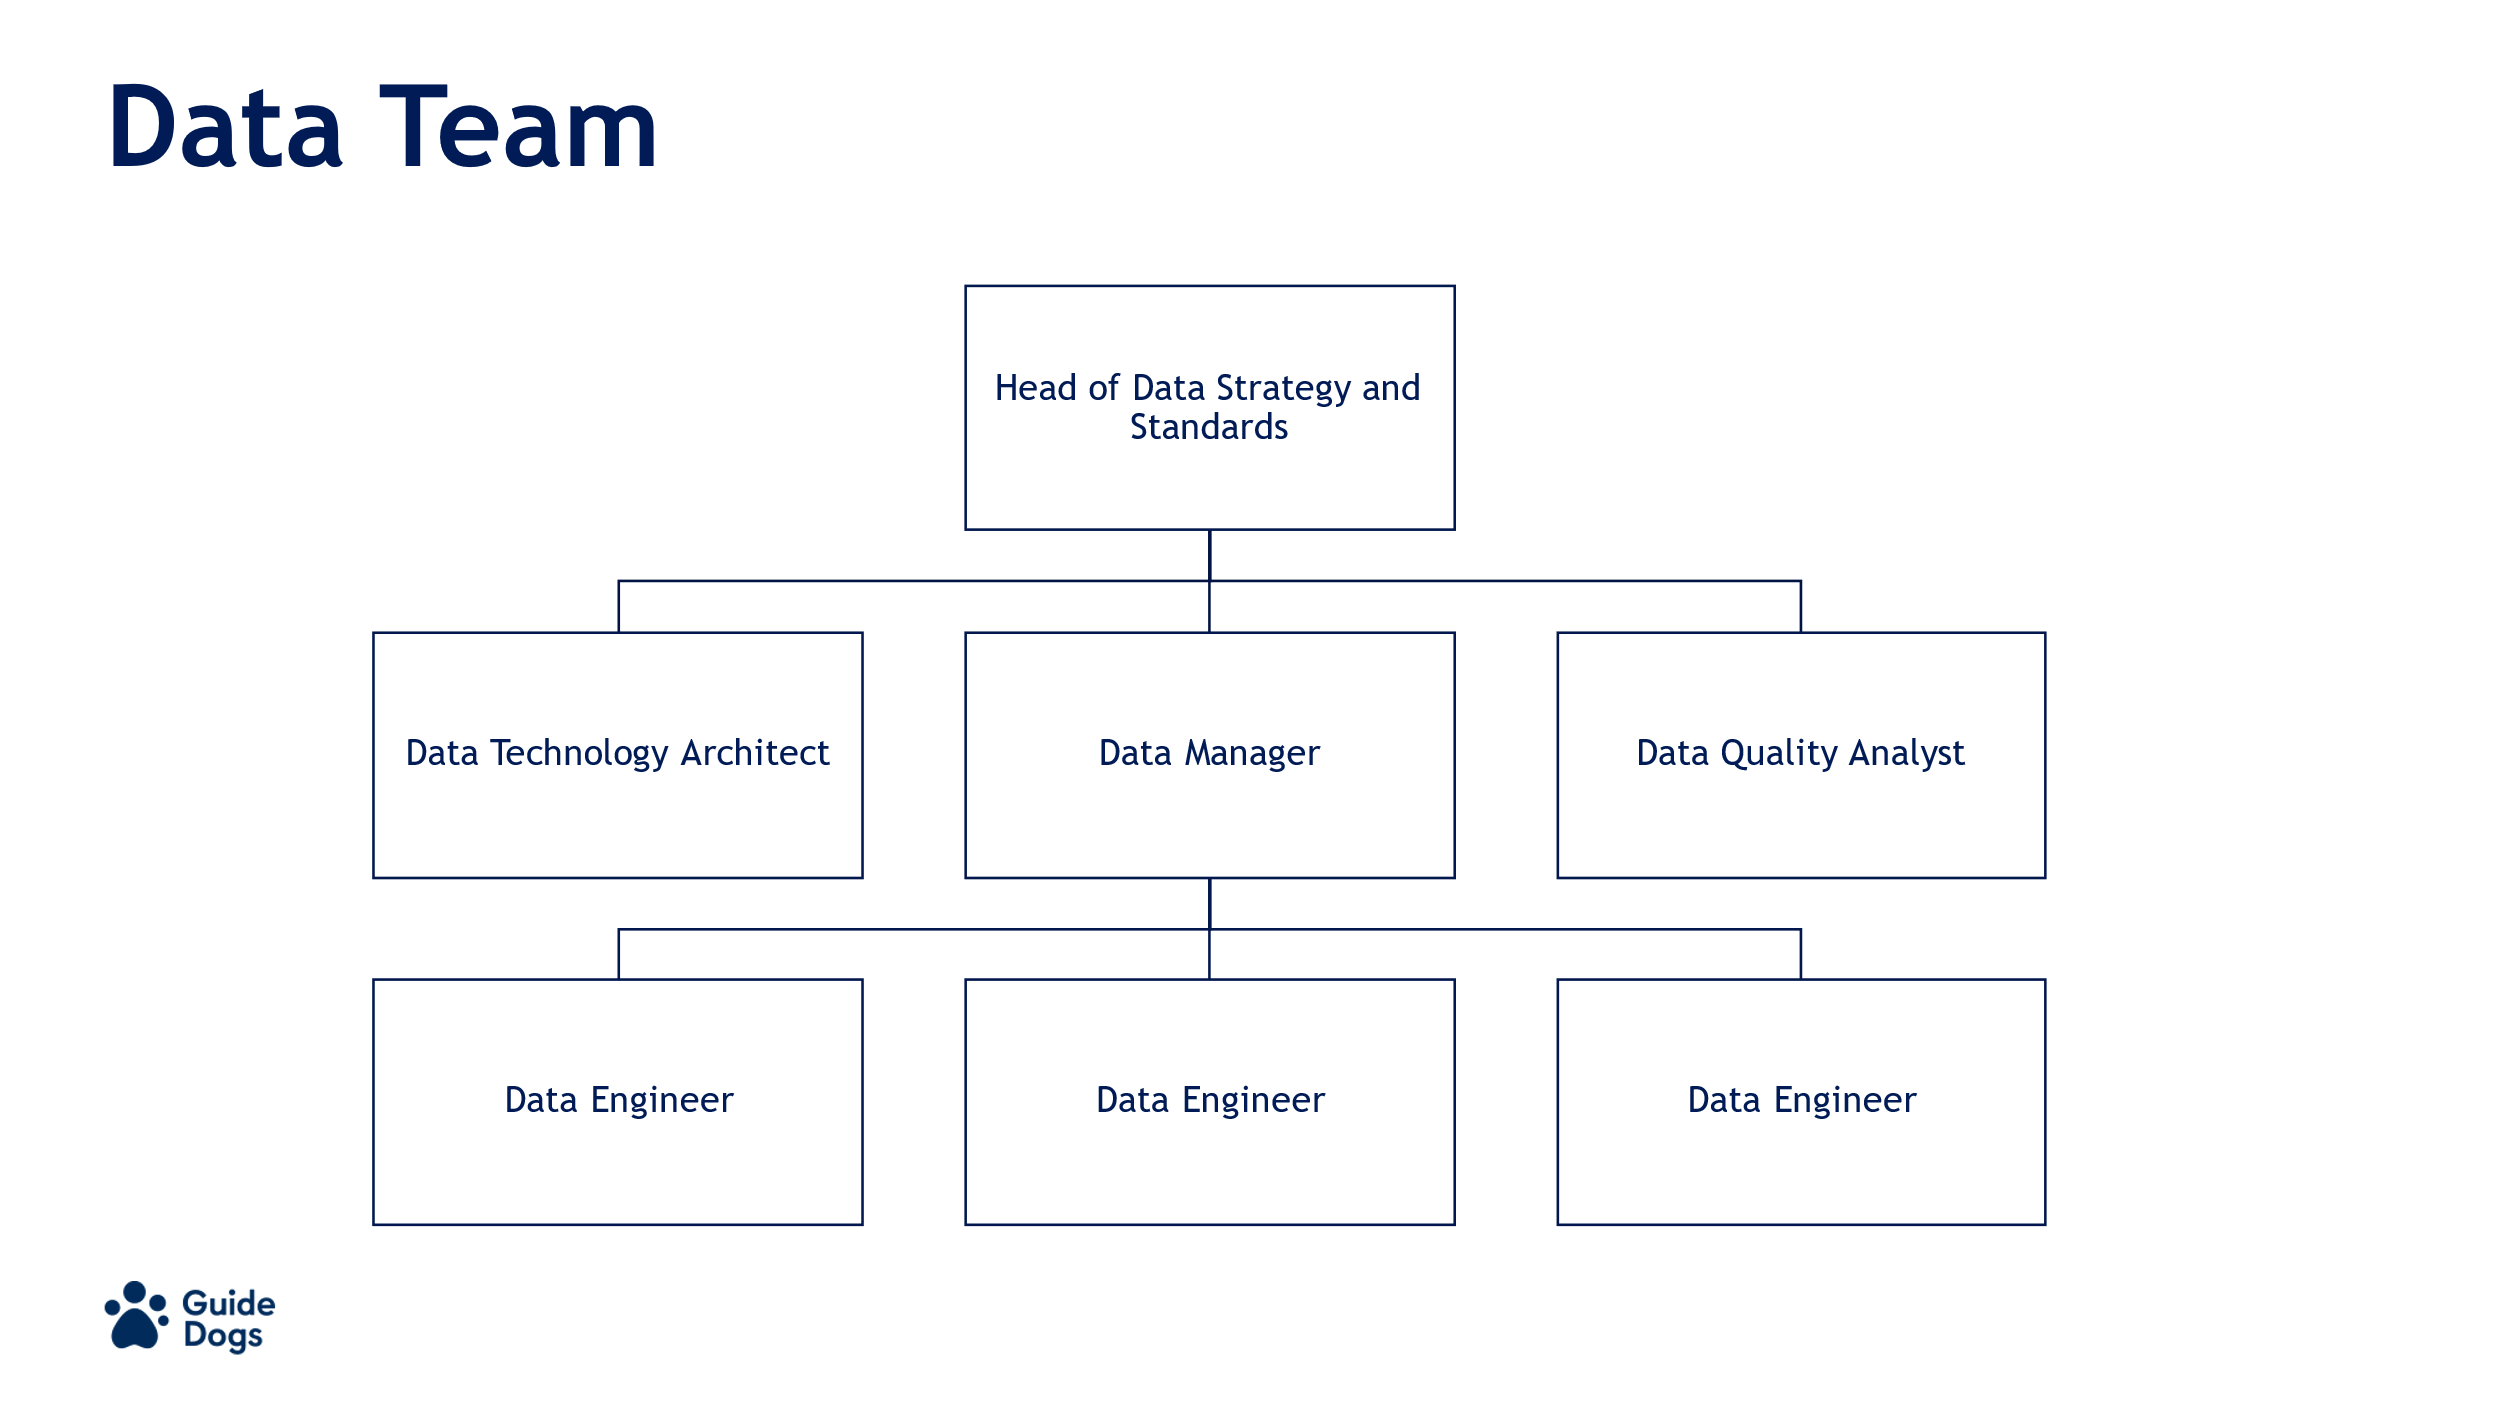 Data Team
Head of Data Strategy and
Standards
Data Technology Architect
Data Manager
Data Quality Analyst
Data Engineer
Data Engineer
Data Engineer
Guide
Dogs